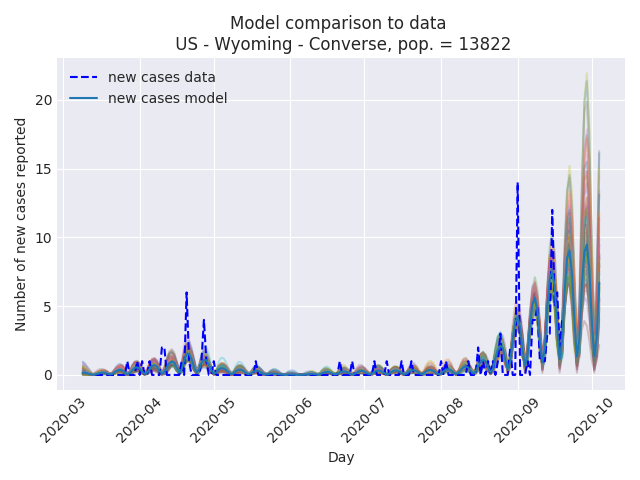 Model comparison to data
US - Wyoming - Converse, pop. = 13822
new cases data
new cases model
Number of new cases reported
20
15
10
5
0
2020-03
2020-04
2020-05
2020-06
2020-07
2020-08
2020-09
2020-10
Day